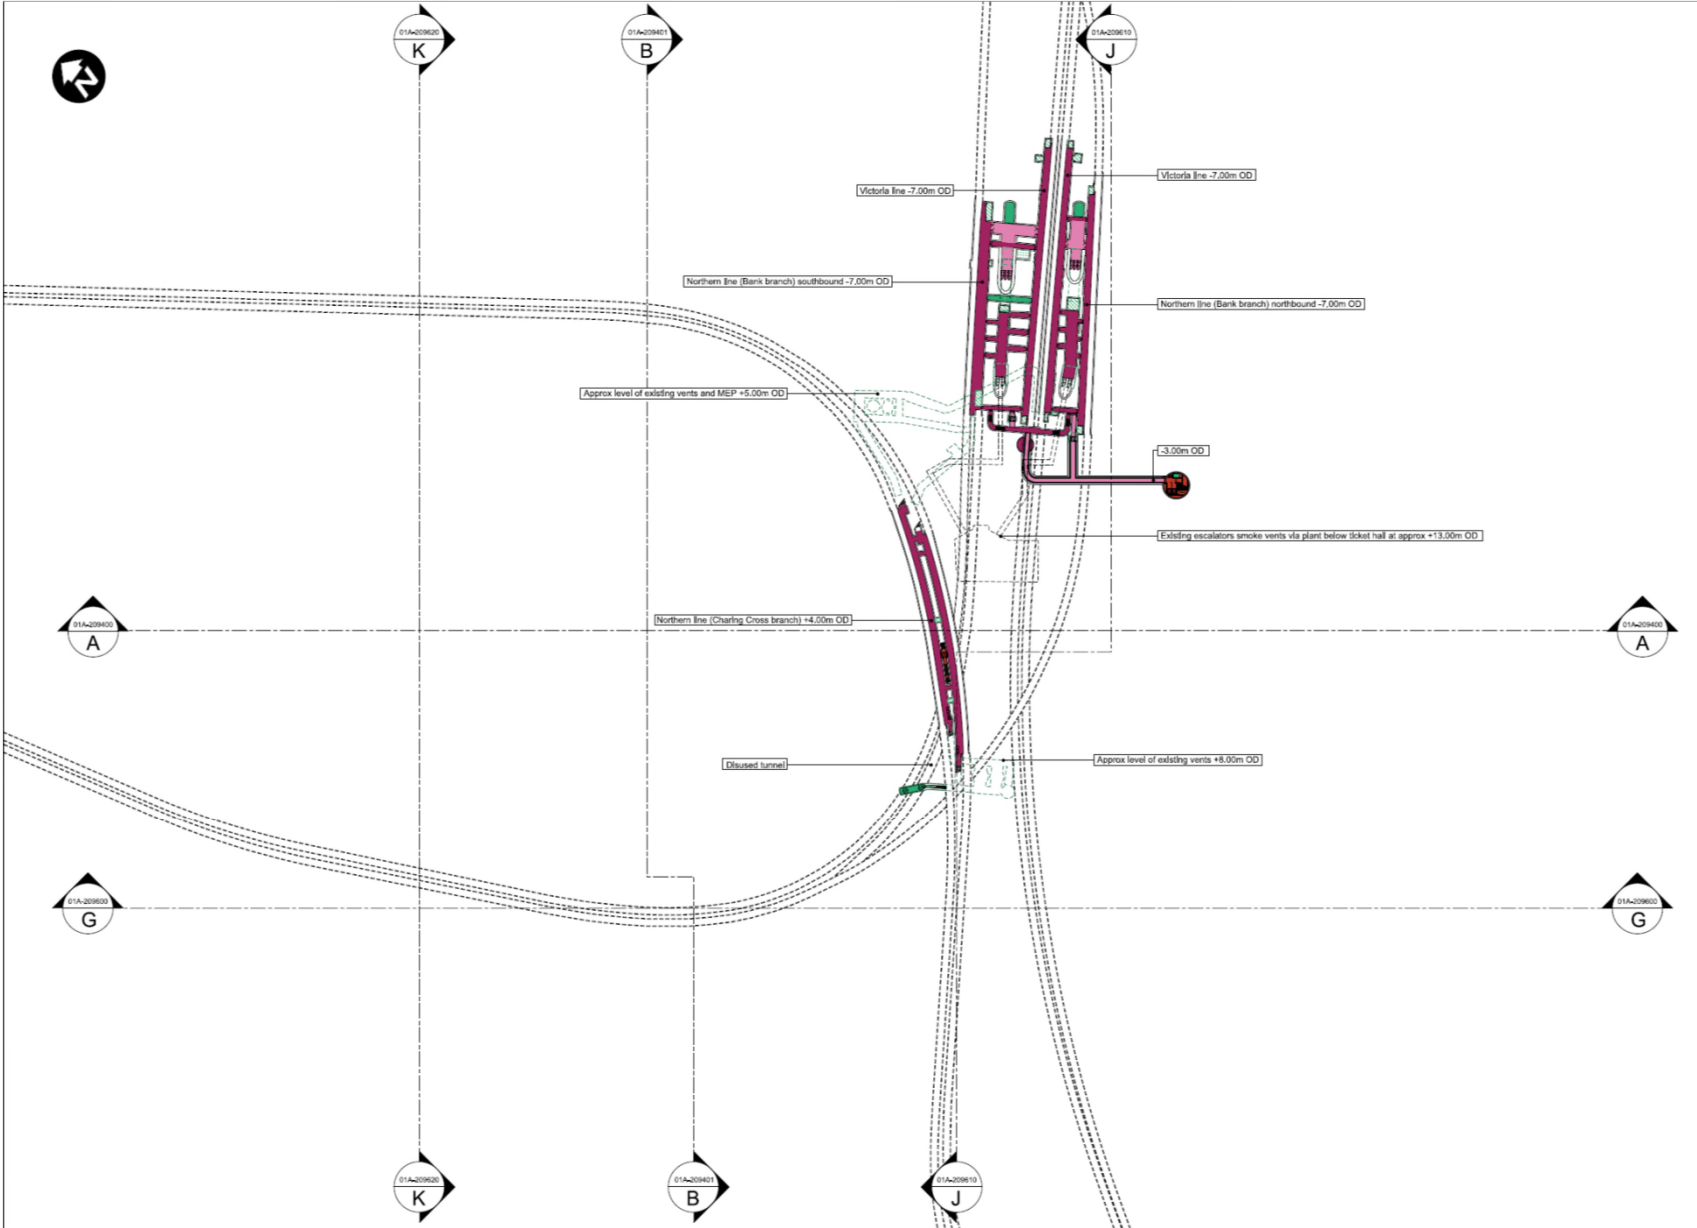 01A-209620
K
01A-209401
B
01A-209610
J
N
Victoria line -7.00m OD
Victoria line -7.00m OD
Northern line (Bank branch) southbound -7.00m OD
Northern line (Bank branch) northbound -7.00m OD
Approx level of existing vents and MEP +5.00m OD
-3.00m OD
Existing escalators smoke vents via plant below ticket hall at approx +13.00m OD
Northern line (Charing Cross branch) +4.00m OD
01A-209400
A
01A-209400
A
Disused tunnel
Approx level of existing vents +8.00m OD
01A-209600
G
01A-209600
G
01A-209620
K
01A-209401
B
01A-209610
J